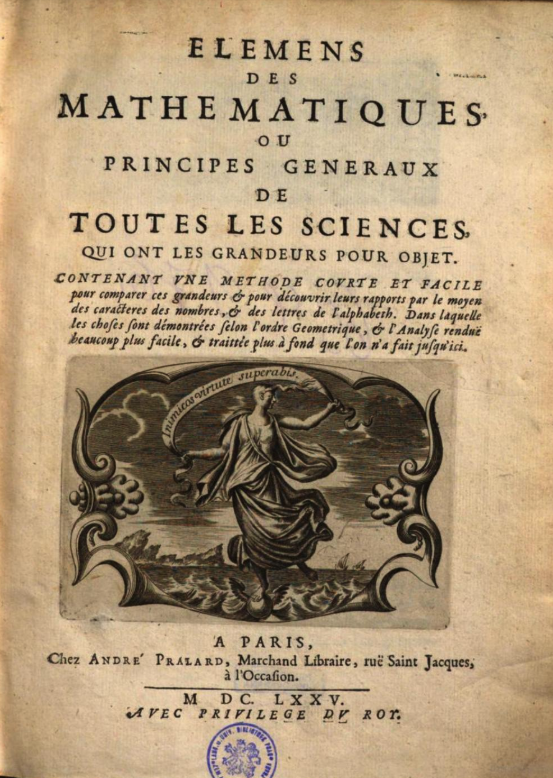 ELEMENS
DES
MATHEMATIQUES,
OU
PRINCIPES GENERAUX
DE
TOUTES LES SCIENCES,
QUI ONT LES GRANDEURS POUR OBJET.
CONTENANT VNE METHODE COVRTE ET FACILE
pour comparer ces grandeurs & pour découvrir leurs rapports par le moyen
des caracteres des nombres, & des lettres de l'alphabeth. Dans laquelle
les choſes ſont démontrées ſelon l'ordre Geometrique, & l'Analyſe renduë
beaucoup plus facile, & traittée plus à fond que l'on n'a fait juſqu'ici.
Inimicos virtute superabis.
A PARIS,
Chez ANDRÉ PRALARD, Marchand Libraire, ruë Saint Jacques,
à l'Occaſion.
M DC. LXXV.
AVEC PRIVILEGE DV ROY.